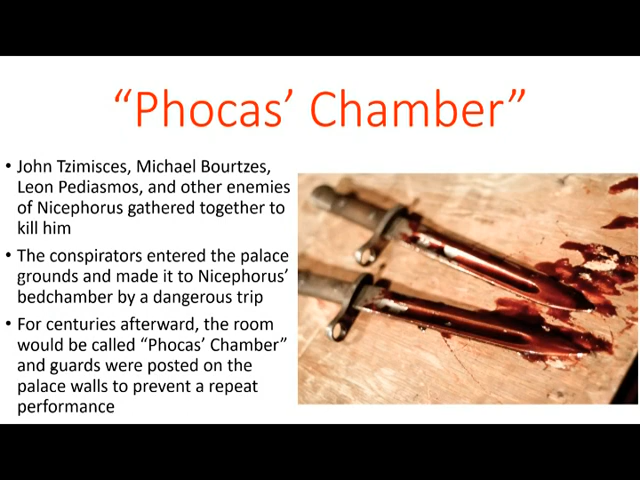 “Phocas’ Chamber”
• John Tzimisces, Michael Bourtzes,
Leon Pediasmos, and other enemies
of Nicephorus gathered together to
kill him
• The conspirators entered the palace
grounds and made it to Nicephorus’
bedchamber by a dangerous trip
• For centuries afterward, the room
would be called “Phocas’ Chamber”
and guards were posted on the
palace walls to prevent a repeat
performance